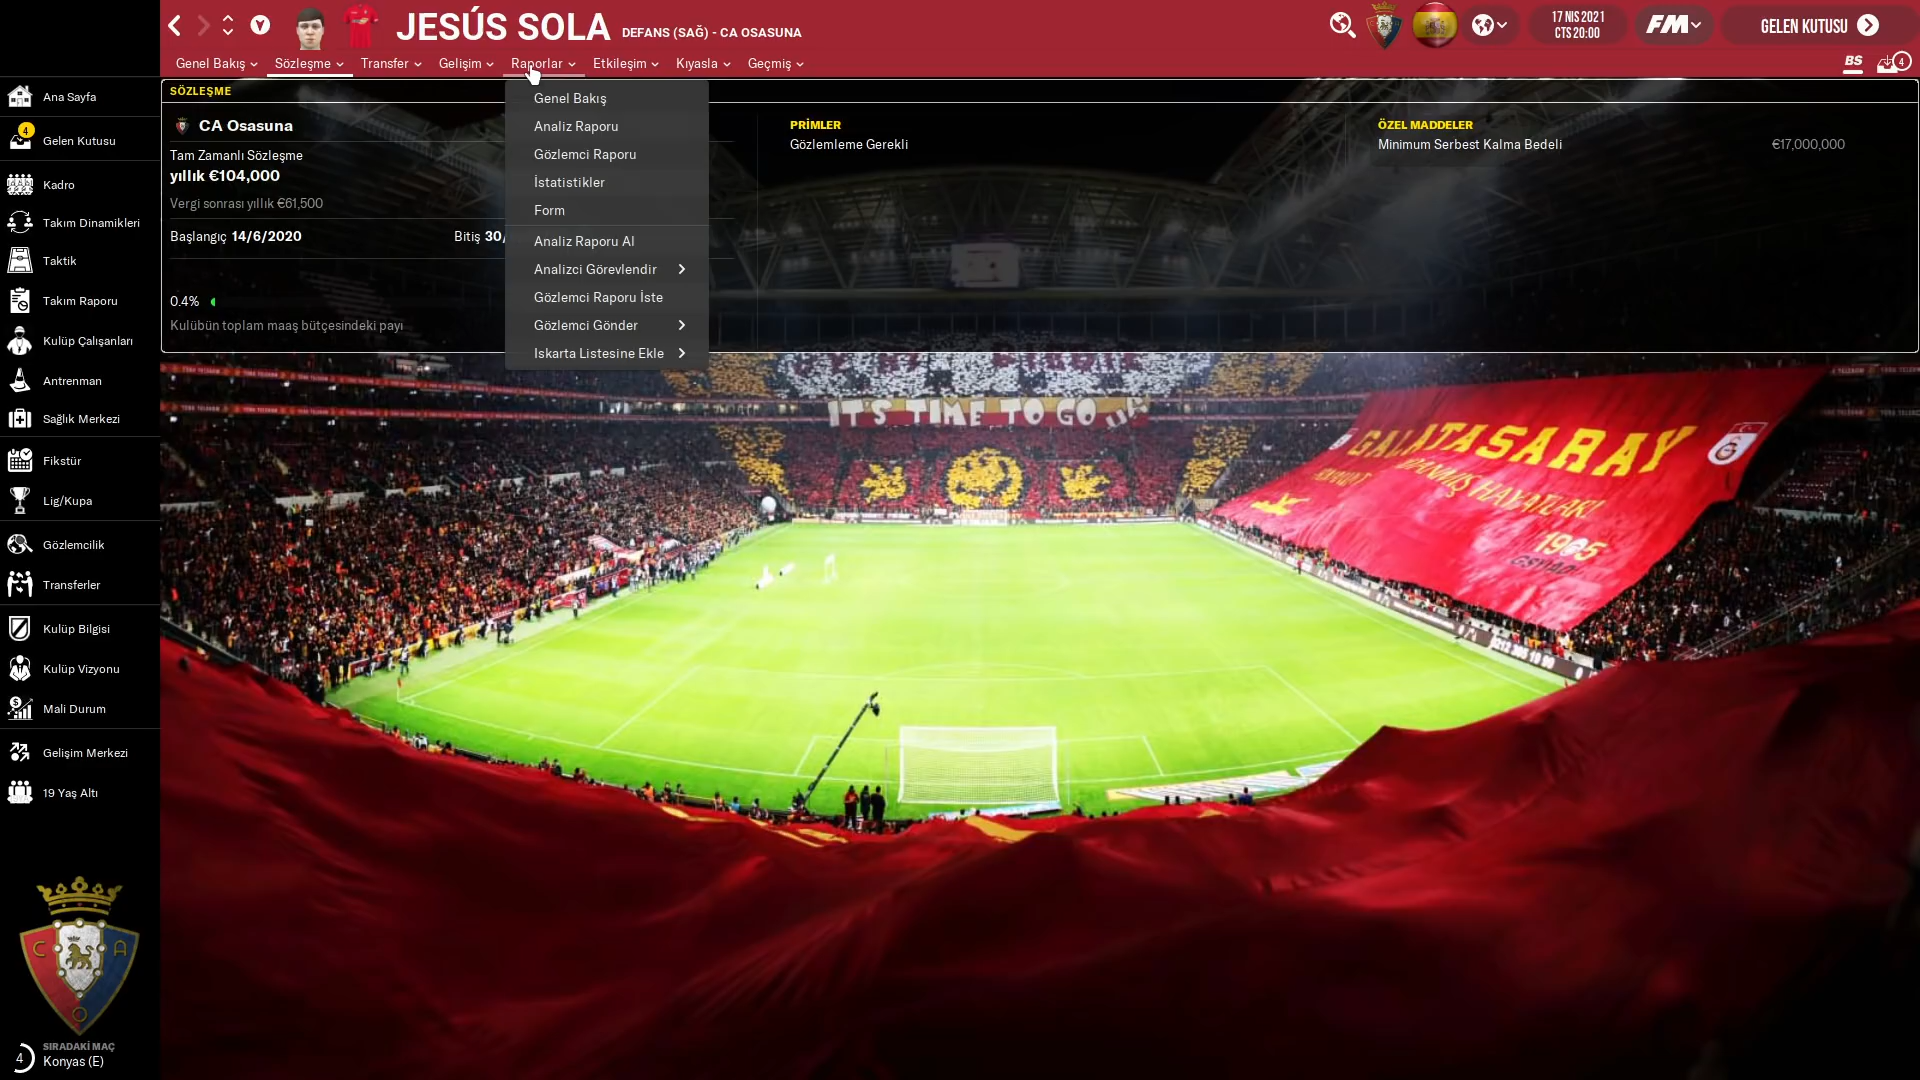 JESÚS SOLA
DEFANS (SAĞ) - CA OSASUNA
17 NIS 2021
CTS 20:00
FM
GELEN KUTUSU
Genel Bakış
Sözleşme
Transfer
Gelişim
Raporlar
Etkileşim
Kıyasla
Geçmiş
BS
4
Ana Sayfa
4
Gelen Kutusu
Kadro
Takım Dinamikleri
Taktik
Takım Raporu
Kulüp Çalışanları
Antrenman
Sağlık Merkezi
Fikstür
Lig/Kupa
Gözlemcilik
Transferler
Kulüp Bilgisi
Kulüp Vizyonu
Mali Durum
Gelişim Merkezi
19 Yaş Altı
C A
O
4
SIRADAKİ MAÇ
Konyas (E)
SÖZLEŞME
CA Osasuna
Tam Zamanlı Sözleşme
yıllık €104,000
Vergi sonrası yıllık €61,500
Başlangıç 14/6/2020
Bitiş 30/
0.4%
Kulübün toplam maaş bütçesindeki payı
Genel Bakış
Analiz Raporu
Gözlemci Raporu
İstatistikler
Form
Analiz Raporu Al
Analizci Görevlendir
Gözlemci Raporu İste
Gözlemci Gönder
Iskarta Listesine Ekle
PRİMLER
Gözlemleme Gerekli
ÖZEL MADDELER
Minimum Serbest Kalma Bedeli
€17,000,000
IT'S TIME TO GO
GALATASARAY
HAYATLAR!
1905